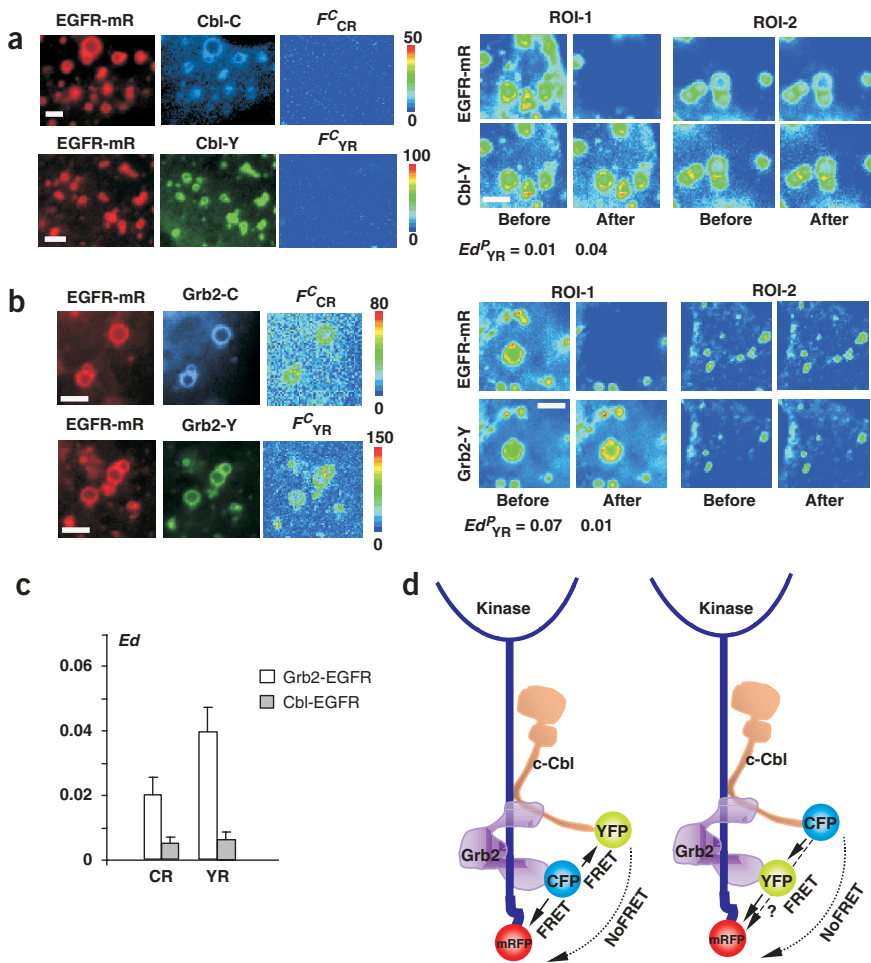 a
EGFR-mR Cbl-C F^C_CR
50
0
EGFR-mR Cbl-Y F^C_YR
100
0
ROI-1 ROI-2
EGFR-mR
Cbl-Y
Before After Before After
Ed^P_YR = 0.01 0.04
b
EGFR-mR Grb2-C F^C_CR
80
0
EGFR-mR Grb2-Y F^C_YR
150
0
ROI-1 ROI-2
EGFR-mR
Grb2-Y
Before After Before After
Ed^P_YR = 0.07 0.01
c
Ed
0.06
0.04
0.02
0
CR YR
Grb2-EGFR
Cbl-EGFR
d
Kinase
c-Cbl
YFP
Grb2
CFP
FRET
FRET
NoFRET
mRFP
Kinase
c-Cbl
CFP
Grb2
YFP
?
FRET
NoFRET
mRFP